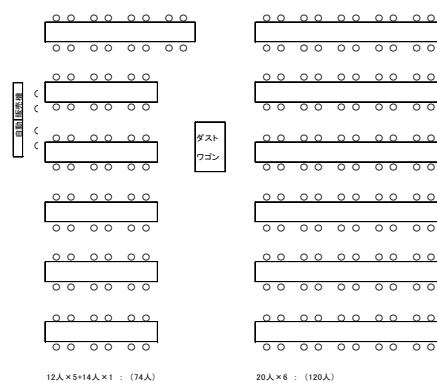 自動販売機
ダスト
ワゴン
12人×5+14人×1 : (74人)
20人×6 : (120人)